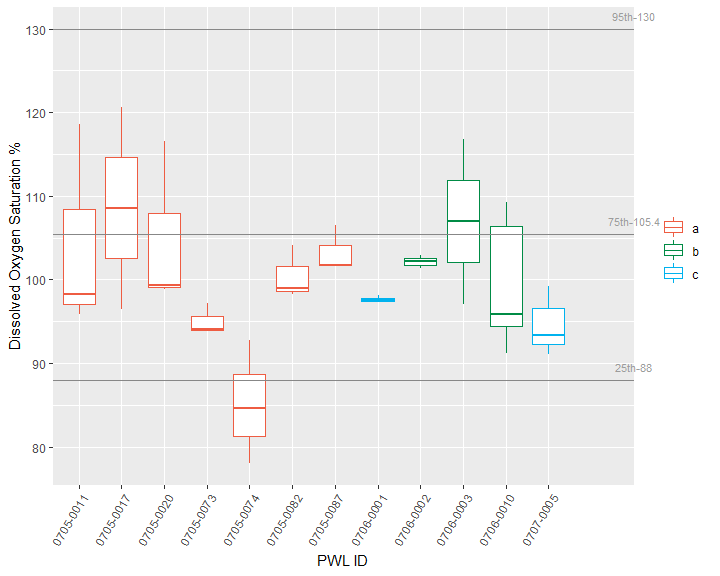 95th-130
130
120
110
75th-105.4
100
90
25th-88
80
Dissolved Oxygen Saturation %
a
b
c
0705-0011
0705-0017
0705-0020
0705-0073
0705-0074
0705-0082
0705-0087
0706-0001
0706-0002
0706-0003
0706-0010
0707-0005
PWL ID